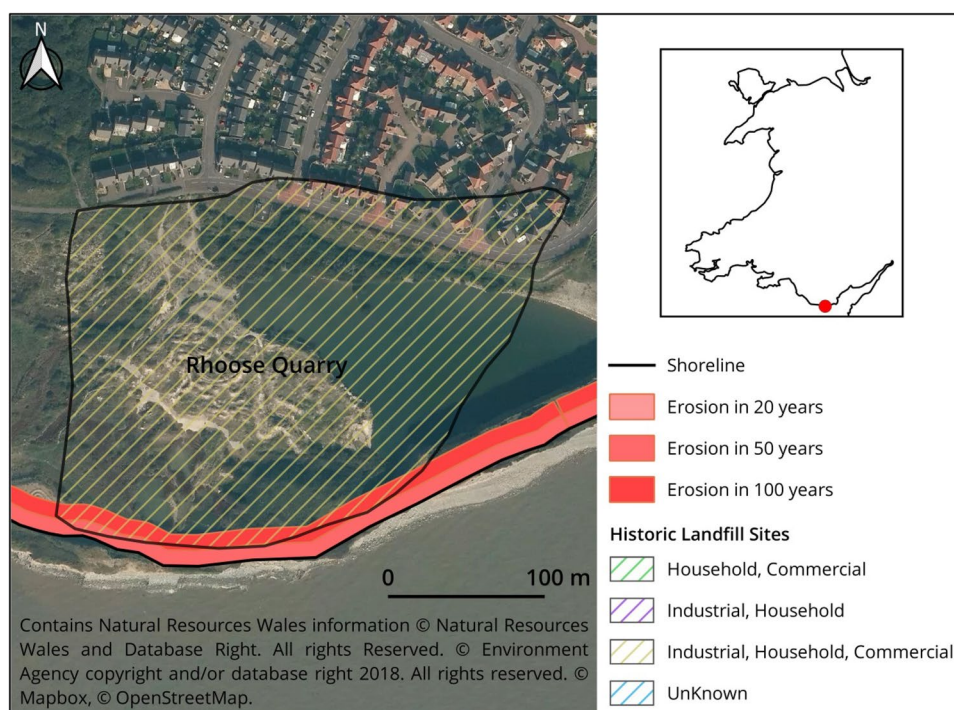 N
Rhoose Quarry
0 100 m
Contains Natural Resources Wales information © Natural Resources
Wales and Database Right. All rights Reserved. © Environment
Agency copyright and/or database right 2018. All rights reserved. ©
Mapbox, © OpenStreetMap.
Shoreline
Erosion in 20 years
Erosion in 50 years
Erosion in 100 years
Historic Landfill Sites
Household, Commercial
Industrial, Household
Industrial, Household, Commercial
UnKnown